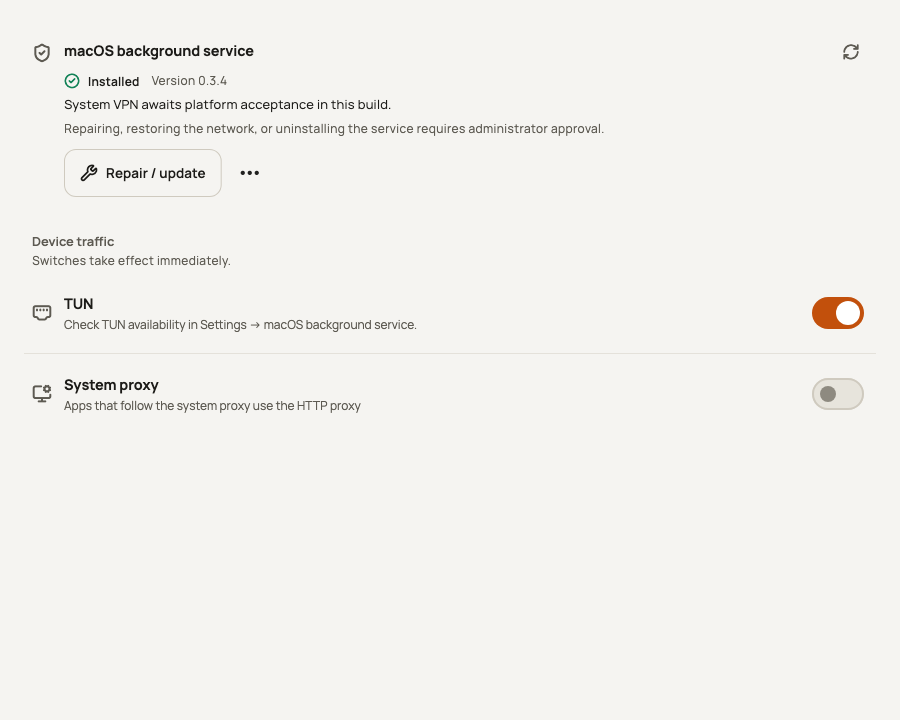 macOS background service
Installed Version 0.3.4
System VPN awaits platform acceptance in this build.
Repairing, restoring the network, or uninstalling the service requires administrator approval.
Repair / update
Device traffic
Switches take effect immediately.
TUN
Check TUN availability in Settings → macOS background service.
System proxy
Apps that follow the system proxy use the HTTP proxy